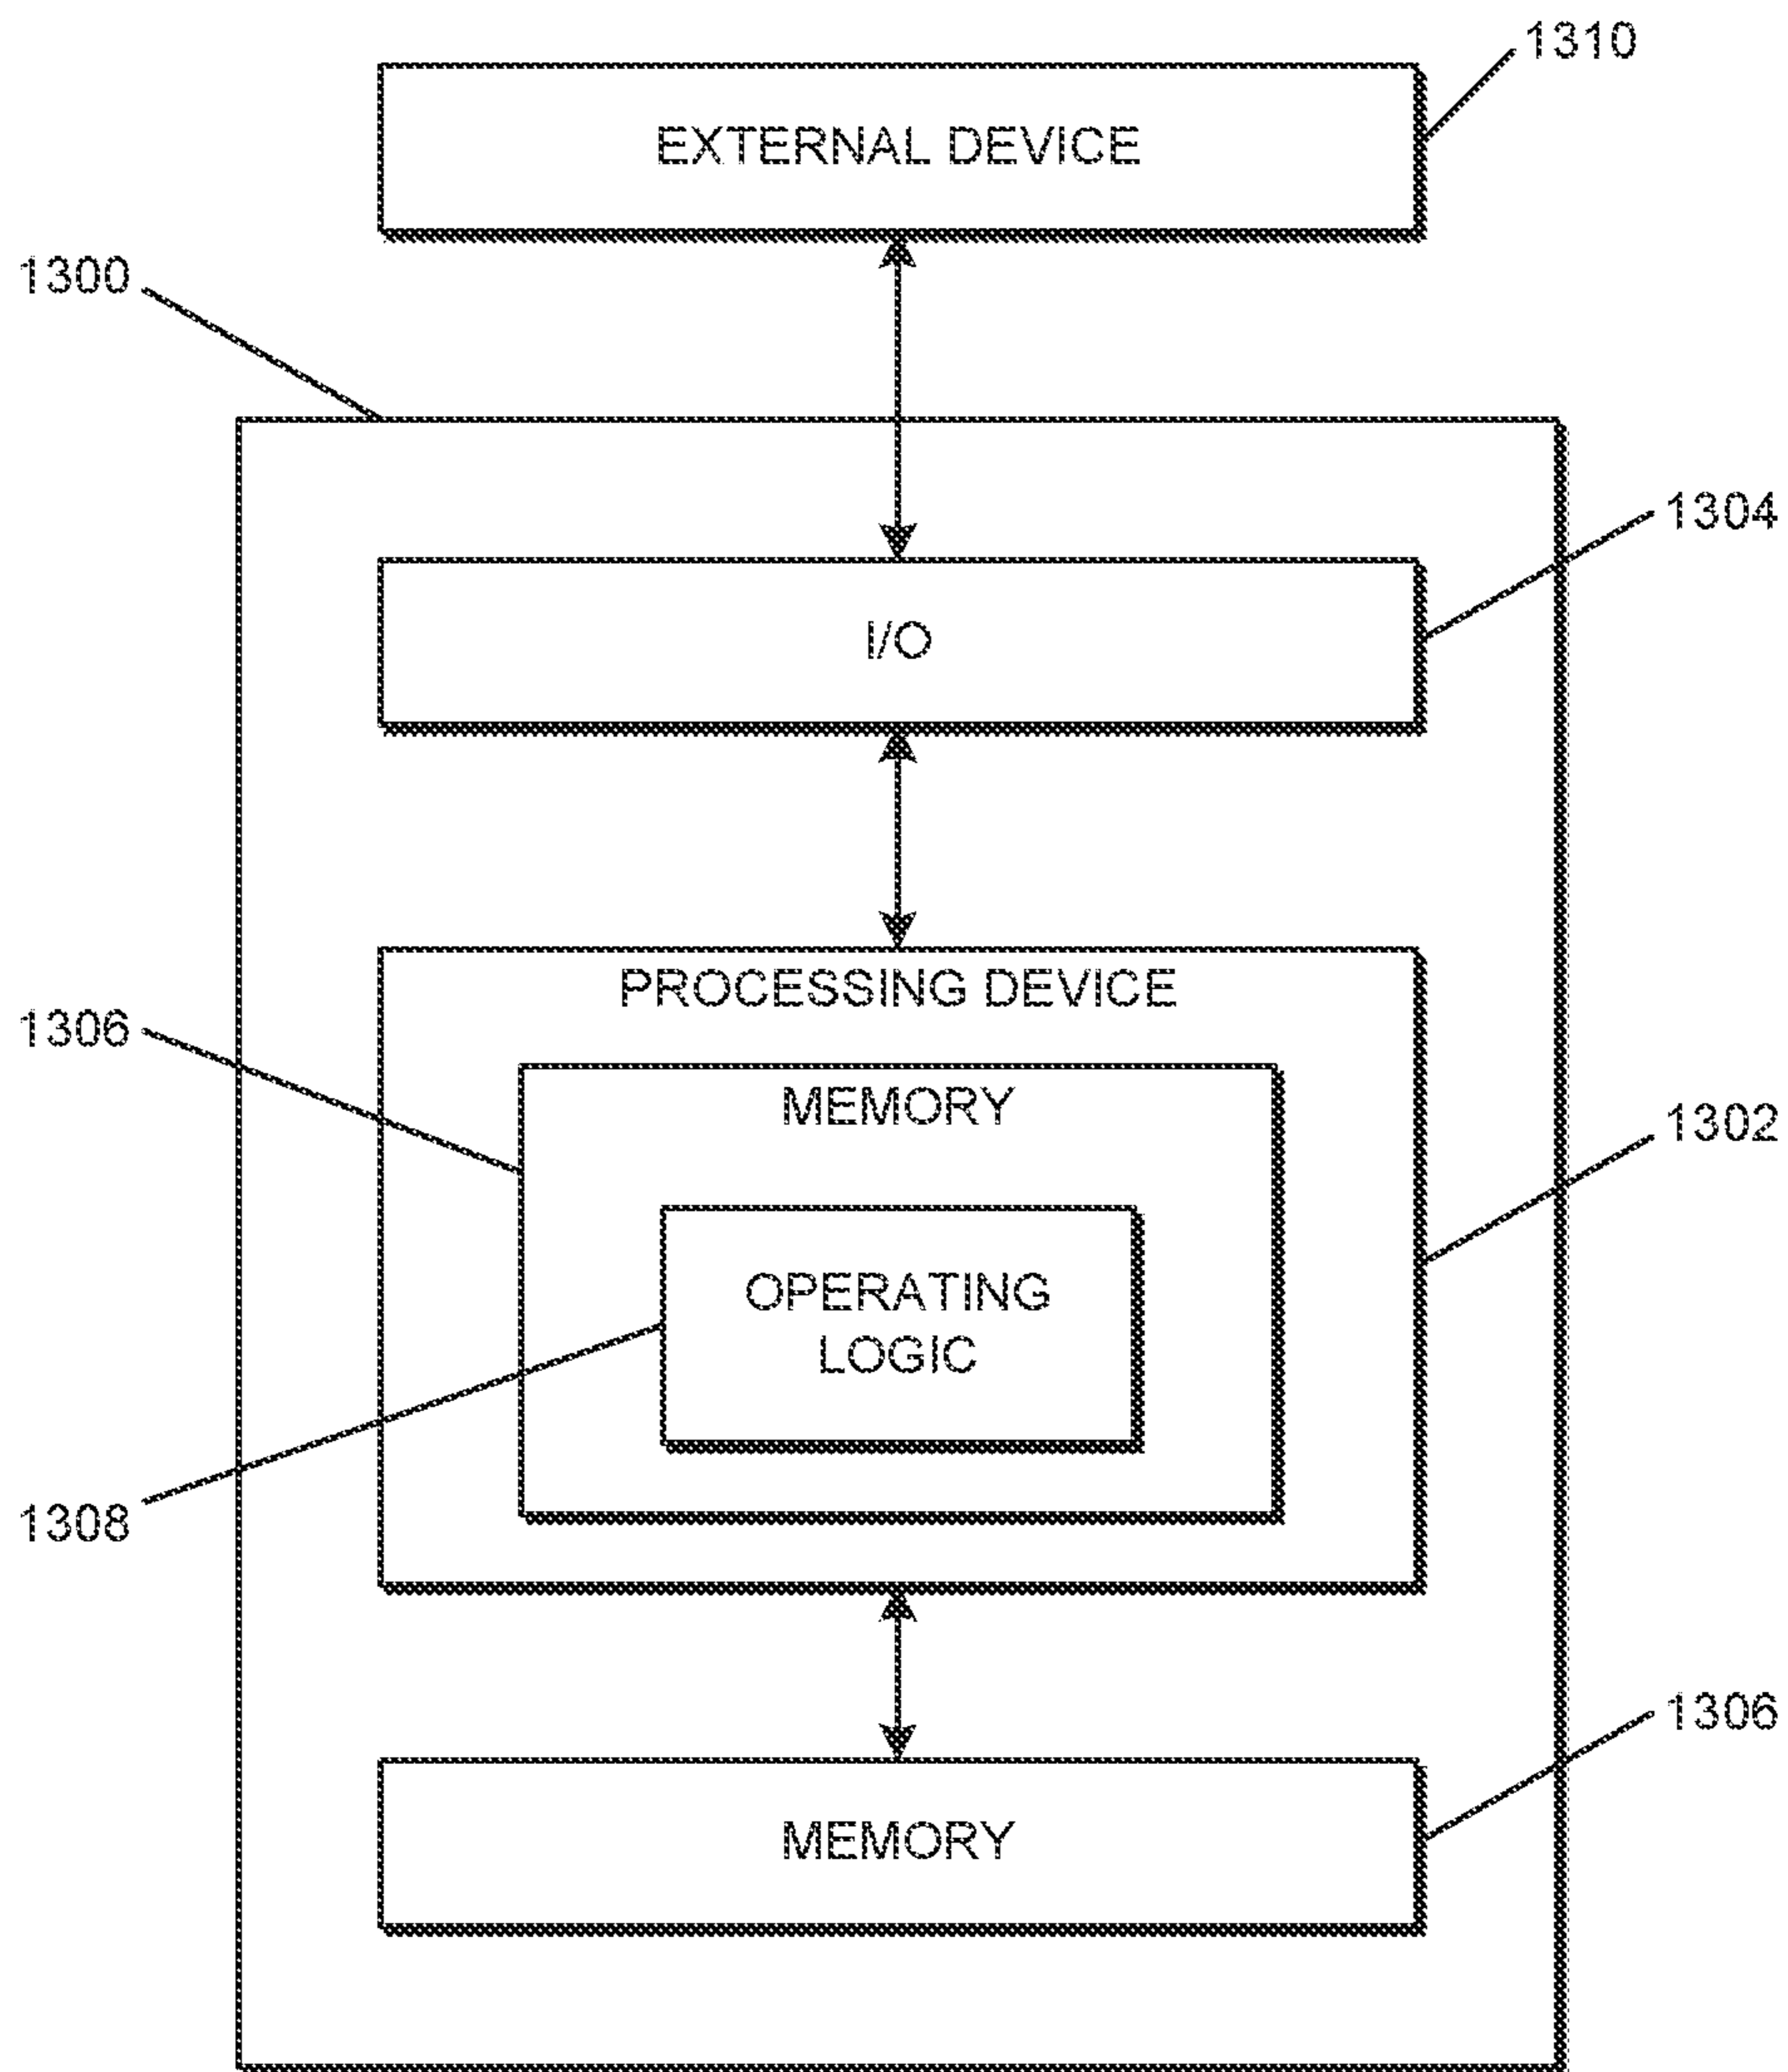 1310
EXTERNAL DEVICE
1300
1304
I/O
PROCESSING DEVICE
1306
MEMORY
1302
OPERATING
LOGIC
1308
1306
MEMORY